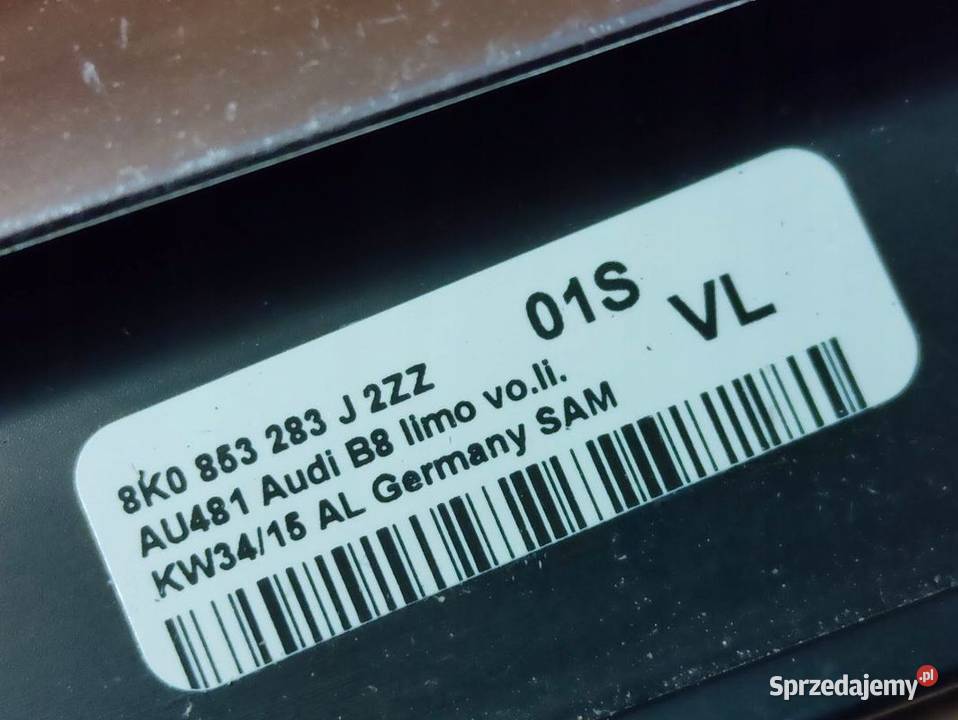 01S
VL
8K0 853 283 J 2ZZ
AU481 Audi B8 limo vo.li.
KW34/15 AL Germany SAM
Sprzedajemy.pl